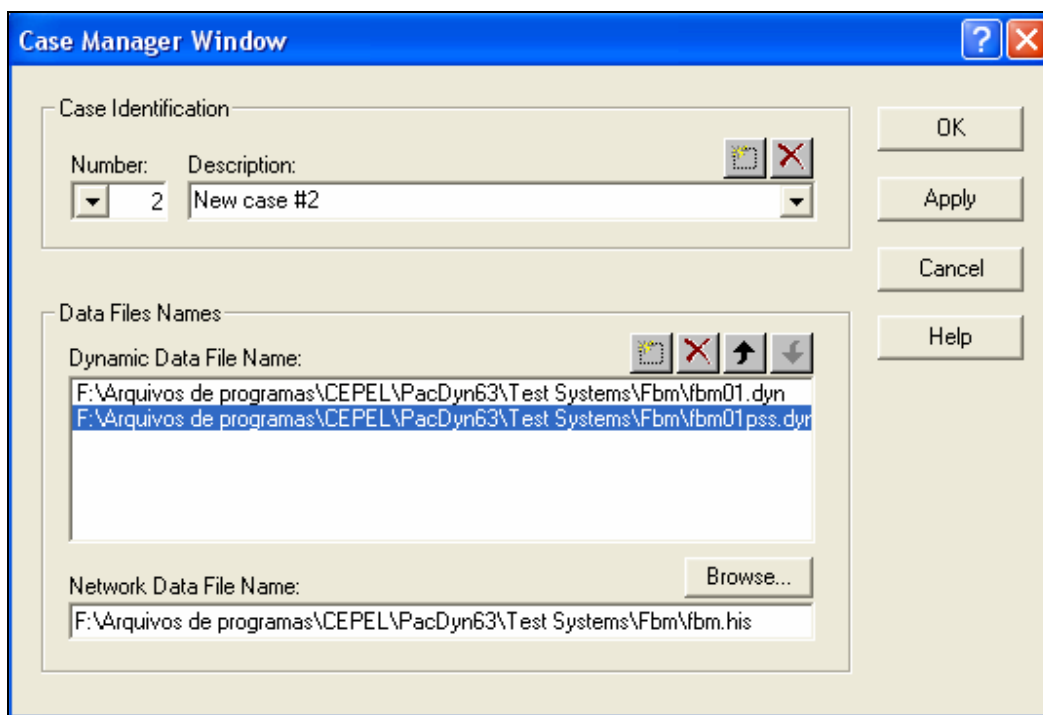 Case Manager Window
Case Identification
Number:
Description:
2
New case #2
Data Files Names
Dynamic Data File Name:
F:\Arquivos de programas\CEPEL\PacDyn63\Test Systems\Fbm\fbm01.dyn
F:\Arquivos de programas\CEPEL\PacDyn63\Test Systems\Fbm\fbm01pss.dyn
Network Data File Name:
Browse...
F:\Arquivos de programas\CEPEL\PacDyn63\Test Systems\Fbm\fbm.his
OK
Apply
Cancel
Help